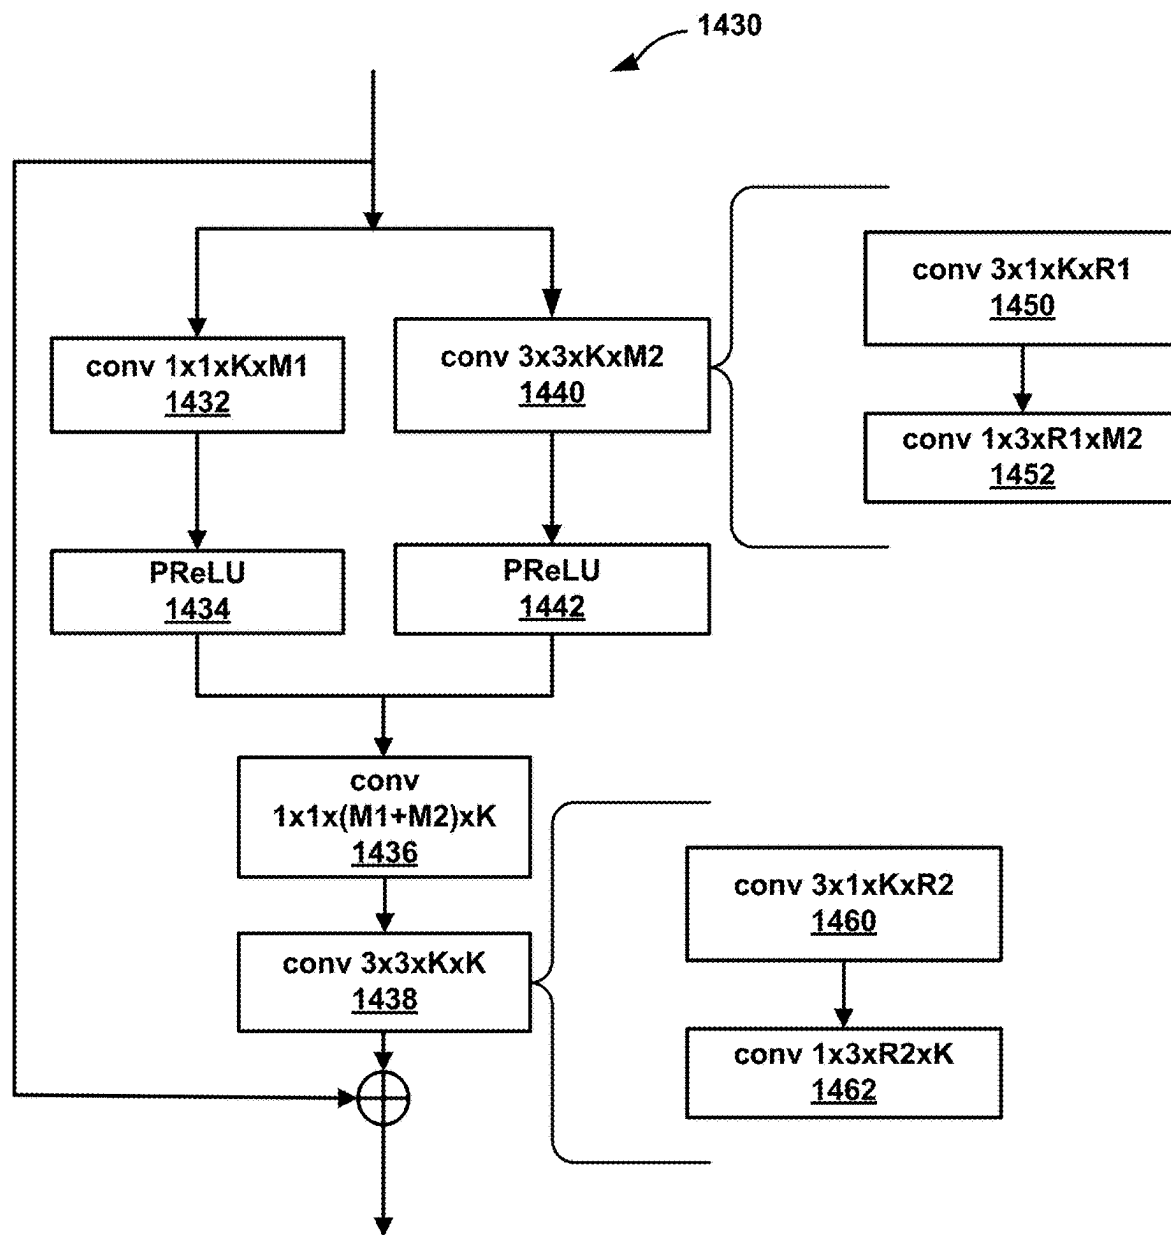 1430
conv 1x1xKxM1
1432
conv 3x3xKxM2
1440
conv 3x1xKxR1
1450
conv 1x3xR1xM2
1452
PReLU
1434
PReLU
1442
conv
1x1x(M1+M2)xK
1436
conv 3x3xKxK
1438
conv 3x1xKxR2
1460
conv 1x3xR2xK
1462